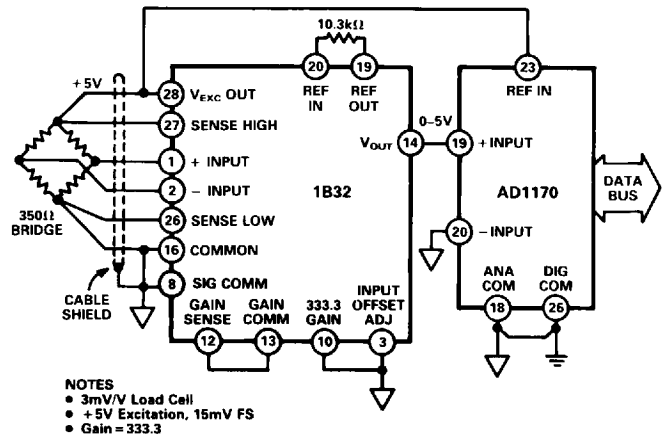 10.3kΩ
20
19
REF
IN
REF
OUT
23
REF IN
+5V
28
VEXC OUT
27
SENSE HIGH
1
+ INPUT
2
− INPUT
26
SENSE LOW
16
COMMON
8
SIG COMM
350Ω
BRIDGE
CABLE
SHIELD
1B32
VOUT
14
0–5V
19
+ INPUT
AD1170
20
− INPUT
DATA
BUS
ANA
COM
DIG
COM
18
26
GAIN
SENSE
GAIN
COMM
333.3
GAIN
INPUT
OFFSET
ADJ
12
13
10
3
NOTES
● 3mV/V Load Cell
● +5V Excitation, 15mV FS
● Gain = 333.3